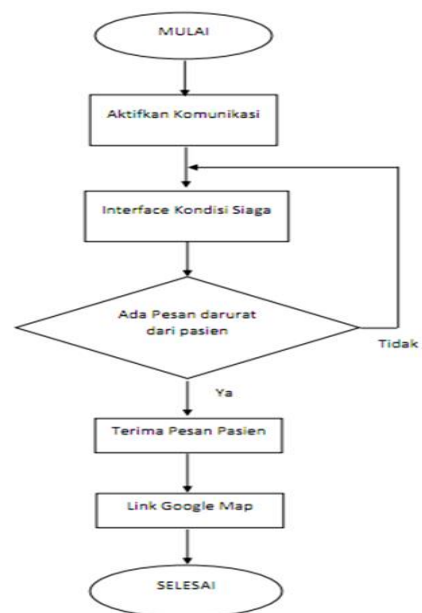 MULAI
Aktifkan Komunikasi
Interface Kondisi Siaga
Ada Pesan darurat
dari pasien
Tidak
Ya
Terima Pesan Pasien
Link Google Map
SELESAI